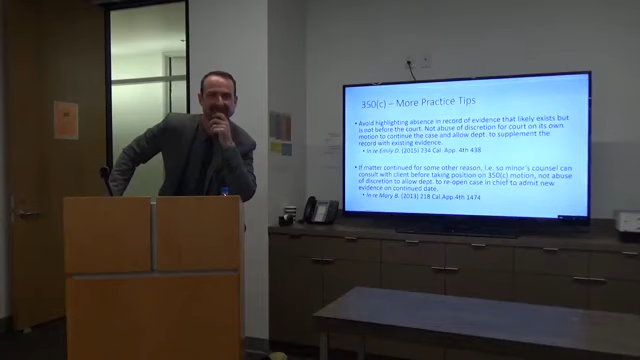 350(c) – More Practice Tips
• Avoid highlighting absence in record of evidence that likely exists but
is not before the court. Not abuse of discretion for court on its own
motion to continue the case and allow dept. to supplement the
record with existing evidence.
• In re Emily D. (2015) 234 Cal. App. 4th 438
• If matter continued for some other reason, i.e. so minor's counsel can
consult with client before taking position on 350(c) motion, not abuse
of discretion to allow dept. to re-open case in chief to admit new
evidence on continued date.
• In re Mary B. (2013) 218 Cal.App.4th 1474